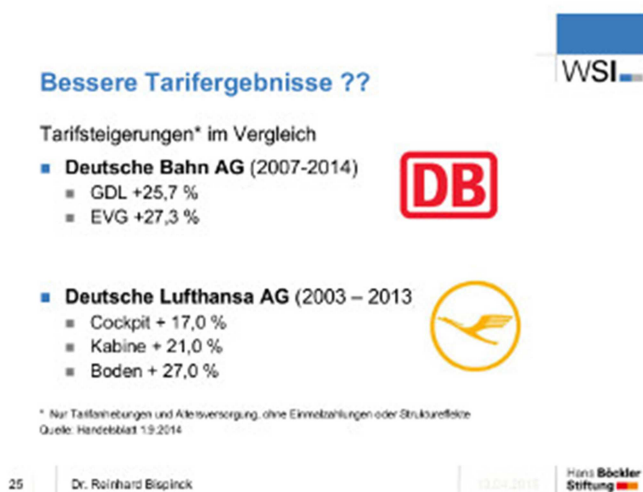 WSI
Bessere Tarifergebnisse ??
Tarifsteigerungen* im Vergleich
Deutsche Bahn AG (2007-2014)
GDL +25,7 %
EVG +27,3 %
DB
Deutsche Lufthansa AG (2003 – 2013
Cockpit + 17,0 %
Kabine + 21,0 %
Boden + 27,0 %
* Nur Tarifanhebungen und Altersversorgung, ohne Einmalzahlungen oder Struktureffekte
Quelle: Handelsblatt 1.9.2014
25
Dr. Reinhard Bispinck
Hans Böckler
Stiftung